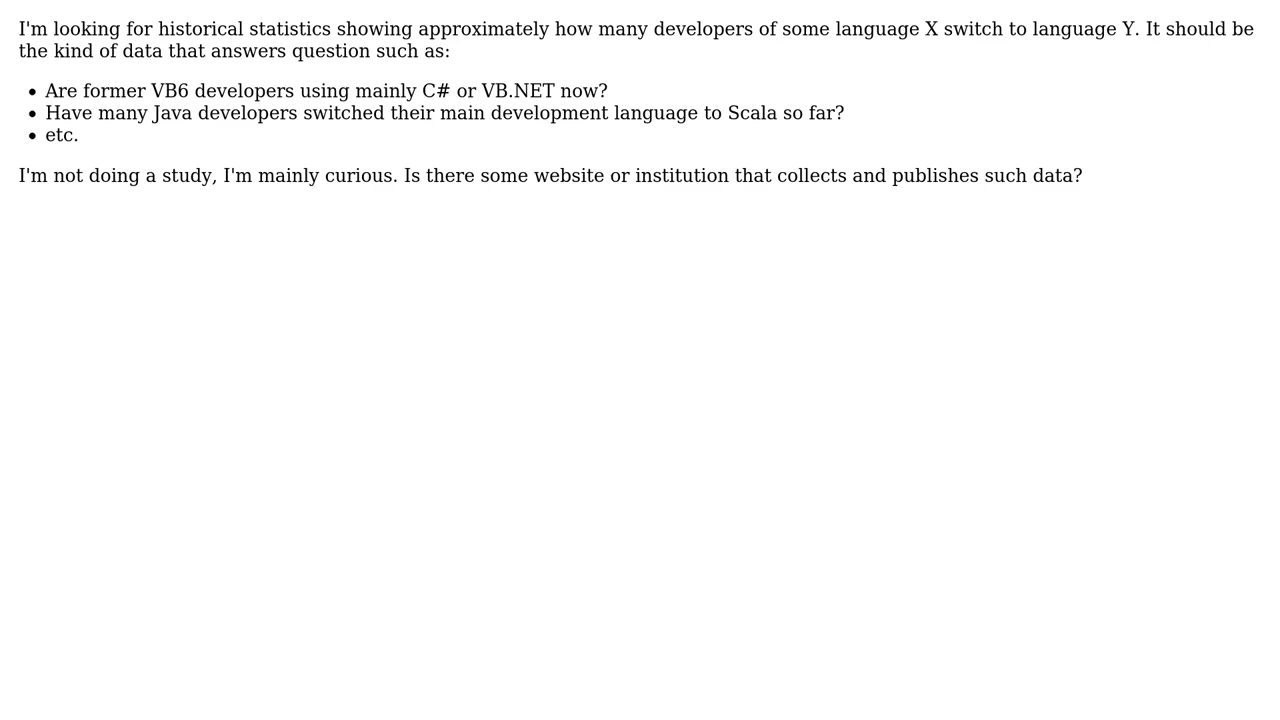 I'm looking for historical statistics showing approximately how many developers of some language X switch to language Y. It should be
the kind of data that answers question such as:
• Are former VB6 developers using mainly C# or VB.NET now?
• Have many Java developers switched their main development language to Scala so far?
• etc.
I'm not doing a study, I'm mainly curious. Is there some website or institution that collects and publishes such data?